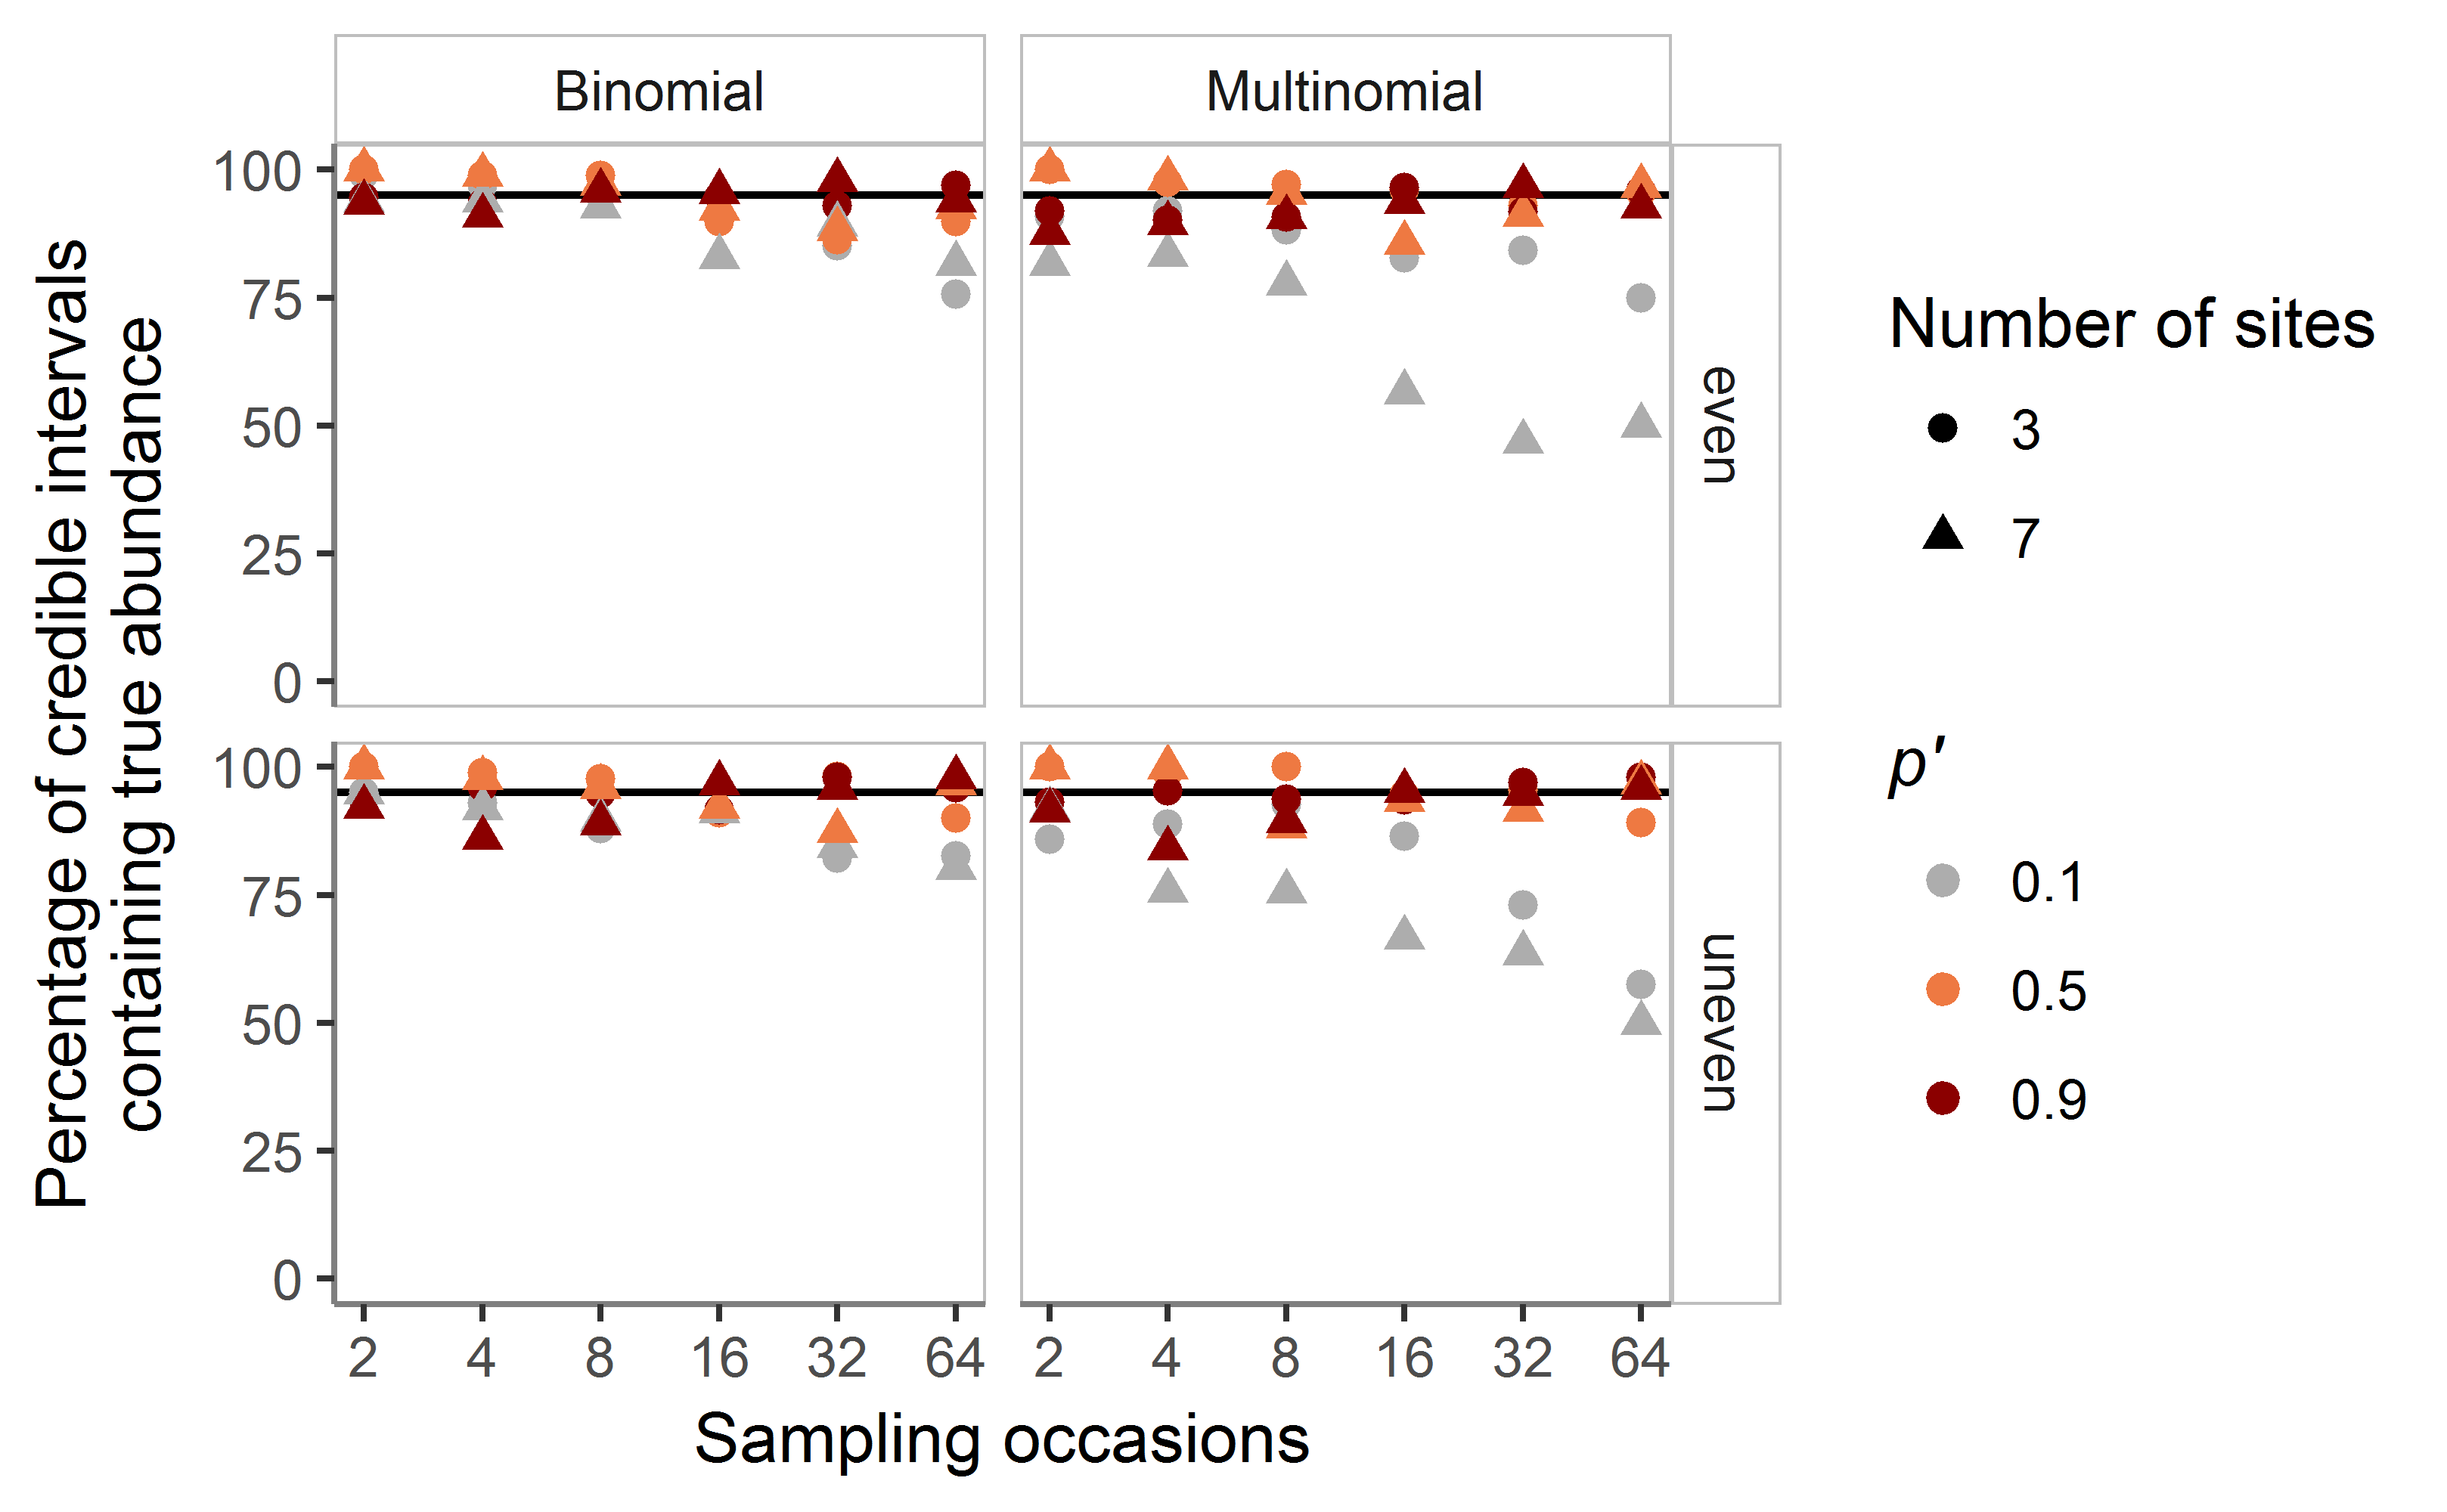 Binomial
Multinomial
Percentage of credible intervals
containing true abundance
100
75
50
25
0
even
100
75
50
25
0
uneven
2 4 8 16 32 64
2 4 8 16 32 64
Sampling occasions
Number of sites
3
7
p'
0.1
0.5
0.9